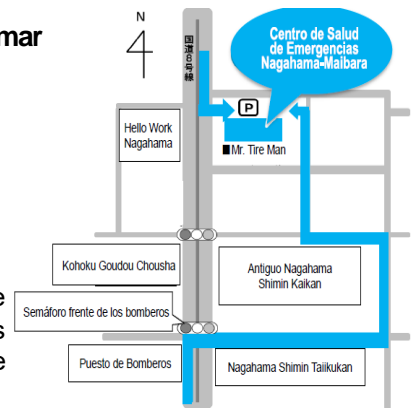 mar
N
国道8号線
Centro de Salud
de Emergencias
Nagahama-Maibara
P
Hello Work
Nagahama
■Mr. Tire Man
Kohoku Goudou Chousha
Antiguo Nagahama
Shimin Kaikan
e
Semáforo frente de los bomberos
s
e
Puesto de Bomberos
Nagahama Shimin Taiikukan